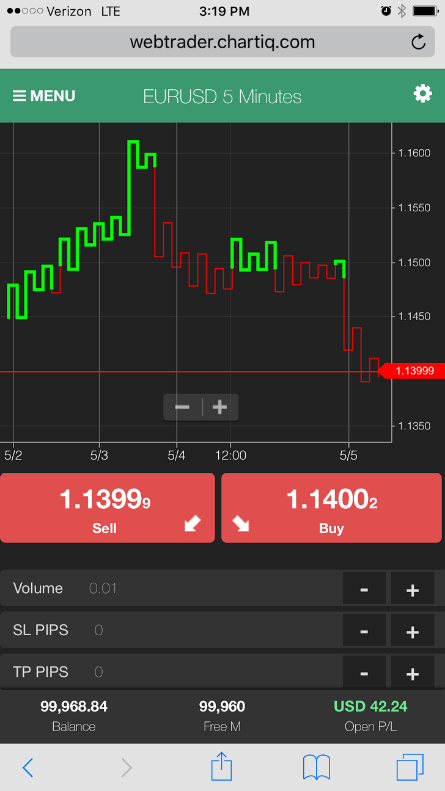 Verizon LTE 3:19 PM
webtrader.chartiq.com
MENU EURUSD 5 Minutes
1.1600
1.1550
1.1500
1.1450
1.13999
1.1350
5/2 5/3 5/4 12:00 5/5
1.13999 1.14002
Sell Buy
Volume 0.01 - +
SL PIPS 0 - +
TP PIPS 0 - +
99,968.84 99,960 USD 42.24
Balance Free M Open P/L